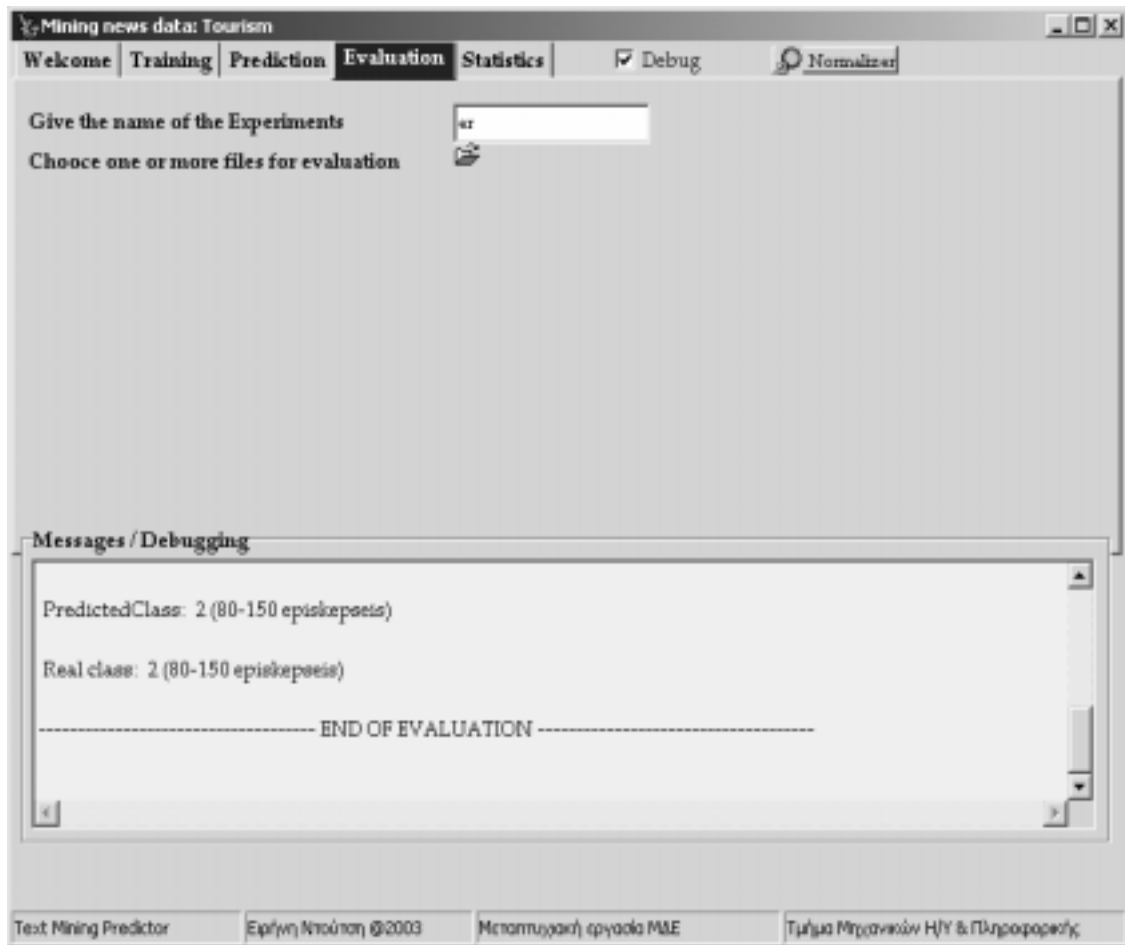 Mining news data: Tourism
Welcome Training Prediction Evaluation Statistics Debug Normalizer
Give the name of the Experiments er
Chooce one or more files for evaluation
Messages / Debugging
PredictedClass: 2 (80-150 episkepseis)
Real class: 2 (80-150 episkepseis)
------------------------------------ END OF EVALUATION ------------------------------------
Text Mining Predictor Ειρήνη Ντούτση @2003 Μεταπτυχιακή εργασία ΜΔΕ Τμήμα Μηχανικών Η/Υ & Πληροφορικής